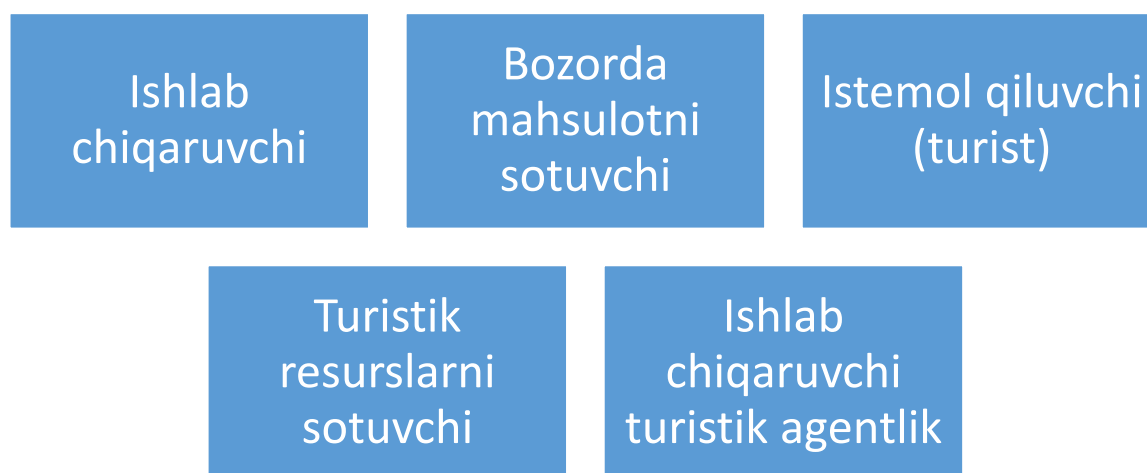 Ishlab
chiqaruvchi
Bozorda
mahsulotni
sotuvchi
Istemol qiluvchi
(turist)
Turistik
resurslarni
sotuvchi
Ishlab
chiqaruvchi
turistik agentlik